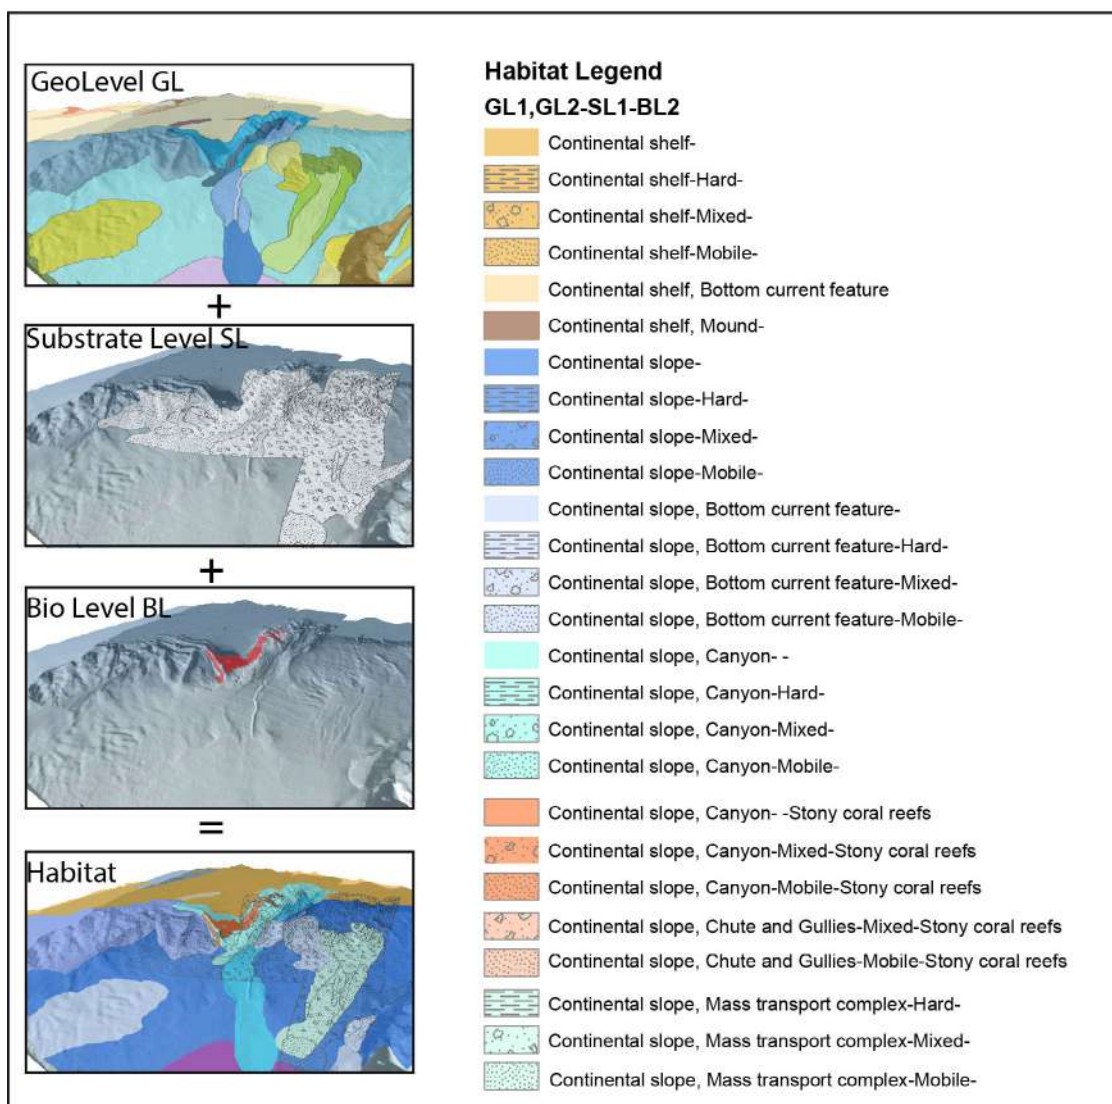 GeoLevel GL
+
Substrate Level SL
+
Bio Level BL
=
Habitat
Habitat Legend
GL1,GL2-SL1-BL2
Continental shelf-
Continental shelf-Hard-
Continental shelf-Mixed-
Continental shelf-Mobile-
Continental shelf, Bottom current feature
Continental shelf, Mound-
Continental slope-
Continental slope-Hard-
Continental slope-Mixed-
Continental slope-Mobile-
Continental slope, Bottom current feature-
Continental slope, Bottom current feature-Hard-
Continental slope, Bottom current feature-Mixed-
Continental slope, Bottom current feature-Mobile-
Continental slope, Canyon- -
Continental slope, Canyon-Hard-
Continental slope, Canyon-Mixed-
Continental slope, Canyon-Mobile-
Continental slope, Canyon- -Stony coral reefs
Continental slope, Canyon-Mixed-Stony coral reefs
Continental slope, Canyon-Mobile-Stony coral reefs
Continental slope, Chute and Gullies-Mixed-Stony coral reefs
Continental slope, Chute and Gullies-Mobile-Stony coral reefs
Continental slope, Mass transport complex-Hard-
Continental slope, Mass transport complex-Mixed-
Continental slope, Mass transport complex-Mobile-